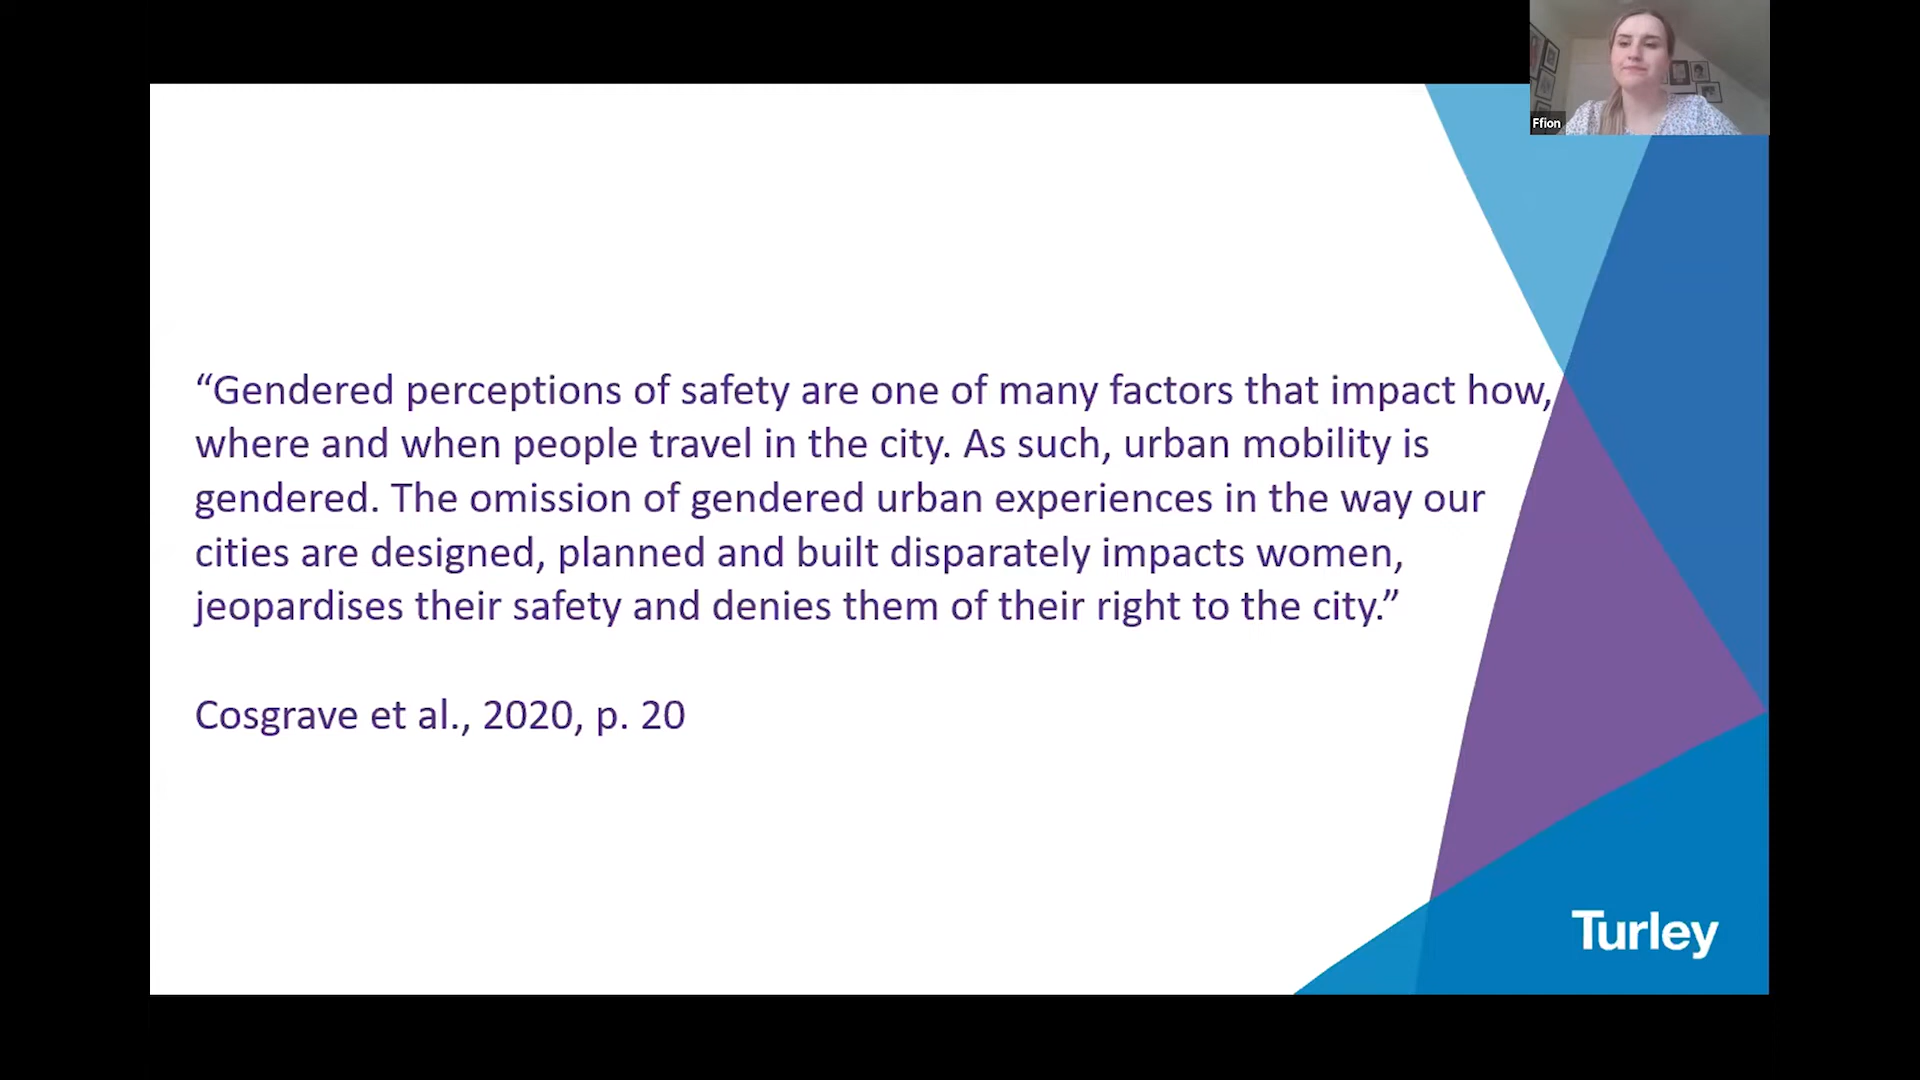 Ffion
“Gendered perceptions of safety are one of many factors that impact how,
where and when people travel in the city. As such, urban mobility is
gendered. The omission of gendered urban experiences in the way our
cities are designed, planned and built disparately impacts women,
jeopardises their safety and denies them of their right to the city.”
Cosgrave et al., 2020, p. 20
Turley